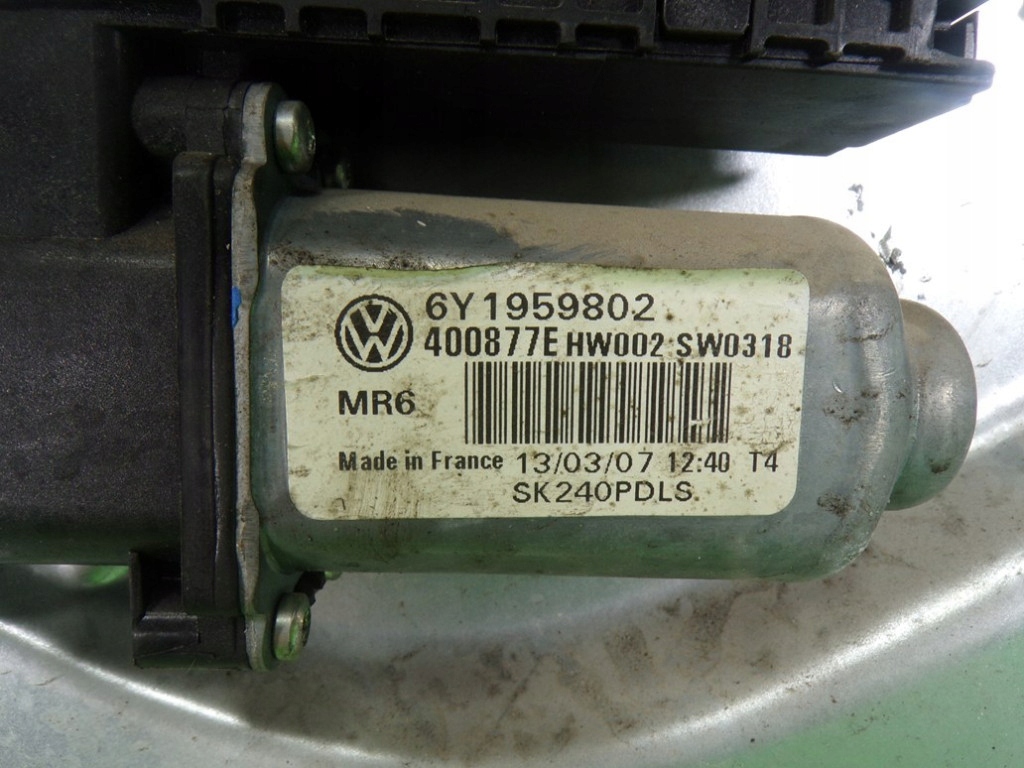 6Y1959802
400877E HW002 SW0318
MR6
Made in France 13/03/07 12:40 T4
SK240PDLS